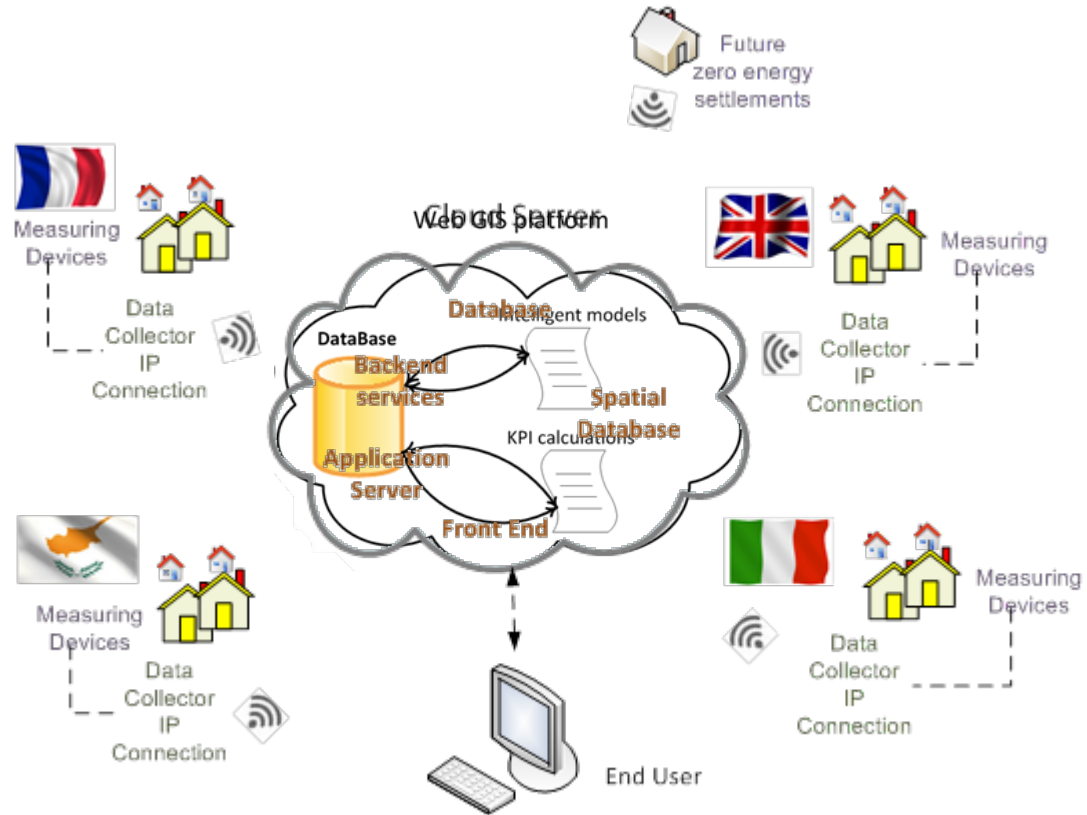 Future
zero energy
settlements
Measuring
Devices
Data
Collector
IP
Connection
Cloud Server
Web GIS platform
Measuring
Devices
Data
Collector
IP
Connection
Database
Intelligent models
DataBase
Backend
services
Spatial
Database
KPI calculations
Application
Server
Front End
Measuring
Devices
Data
Collector
IP
Connection
Measuring
Devices
Data
Collector
IP
Connection
End User